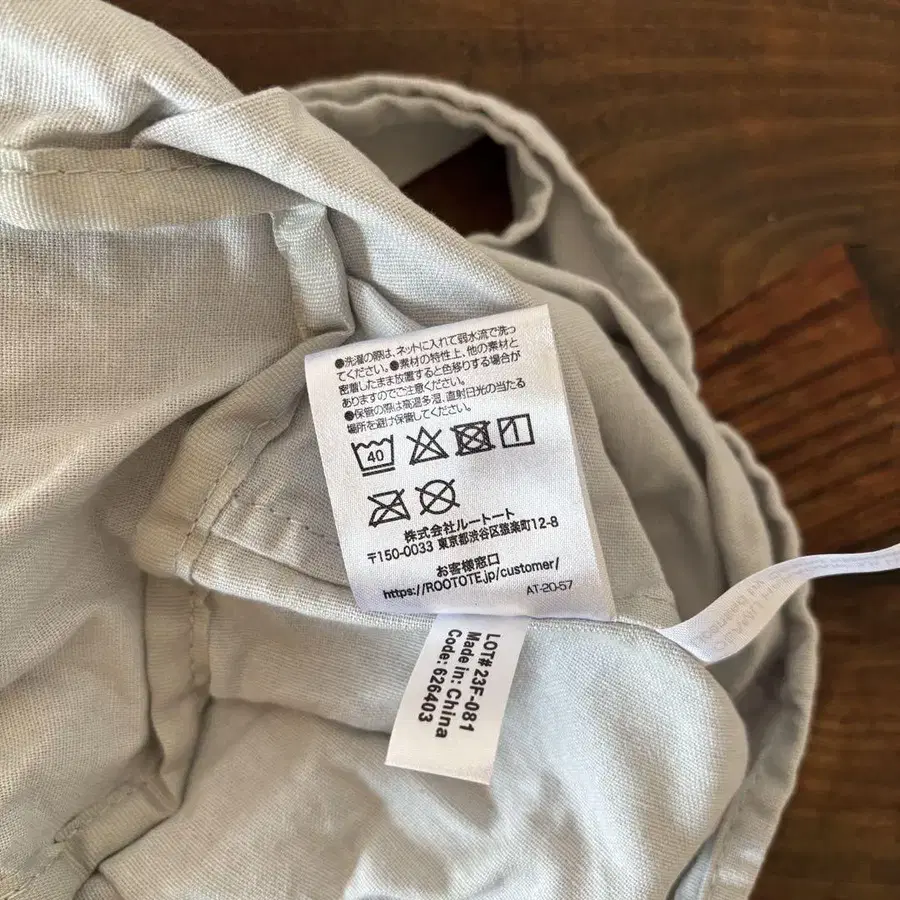 ●洗濯の際は、ネットに入れて弱水流で洗っ
てください。●素材の特性上、他の素材と
密着したまま放置すると色移りする場合が
ありますのでご注意ください。
●保管の際は高温多湿、直射日光の当たる
場所を避け保管してください。
40
株式会社ルートート
〒150-0033 東京都渋谷区猿楽町12-8
お客様窓口
https://ROOTOTE.jp/customer/
AT-20-57
LOT# 23F-081
Made in: China
Code: 626403